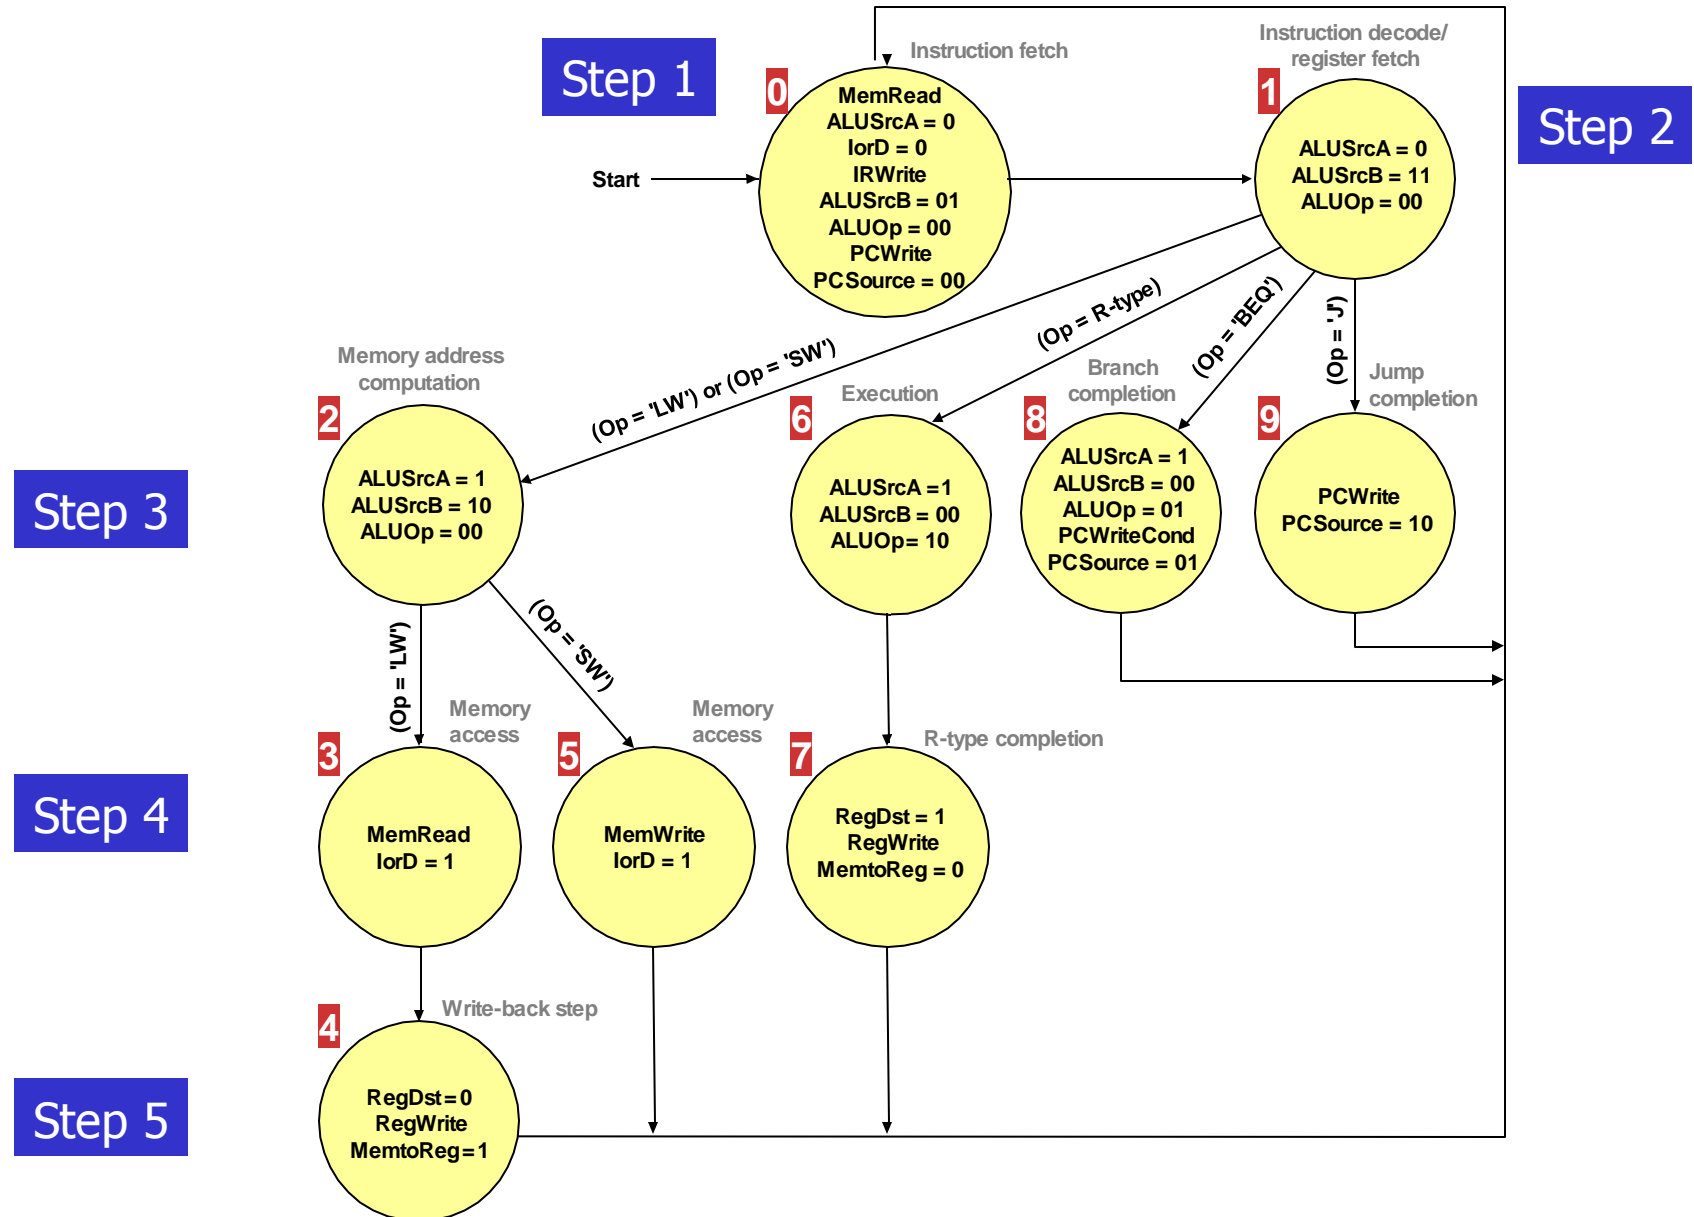 Step 1
Instruction fetch
Instruction decode/
register fetch
Step 2
0
MemRead
ALUSrcA = 0
IorD = 0
IRWrite
ALUSrcB = 01
ALUOp = 00
PCWrite
PCSource = 00
1
ALUSrcA = 0
ALUSrcB = 11
ALUOp = 00
Start
(Op = 'LW') or (Op = 'SW')
(Op = R-type)
(Op = 'BEQ')
(Op = 'J')
Step 3
Memory address
computation
2
ALUSrcA = 1
ALUSrcB = 10
ALUOp = 00
Execution
6
ALUSrcA =1
ALUSrcB = 00
ALUOp= 10
Branch
completion
8
ALUSrcA = 1
ALUSrcB = 00
ALUOp = 01
PCWriteCond
PCSource = 01
Jump
completion
9
PCWrite
PCSource = 10
(Op = 'LW')
(Op = 'SW')
Step 4
Memory
access
3
MemRead
IorD = 1
Memory
access
5
MemWrite
IorD = 1
R-type completion
7
RegDst = 1
RegWrite
MemtoReg = 0
Step 5
Write-back step
4
RegDst=0
RegWrite
MemtoReg=1